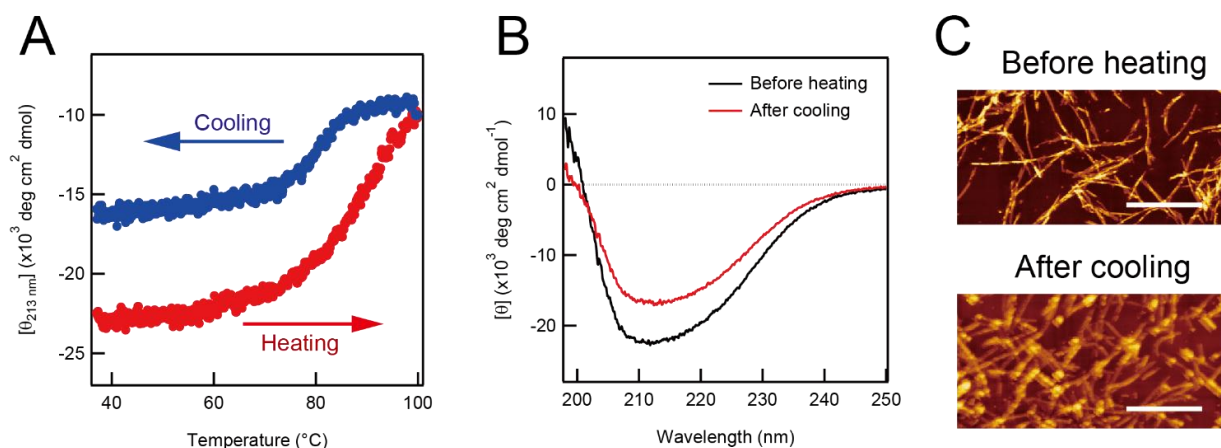 A
[θ213 nm] (x10³ deg cm² dmol)
-10
-15
-20
-25
Cooling
Heating
40
60
80
100
Temperature (°C)
B
[θ] (x10³ deg cm² dmol⁻¹)
10
0
-10
-20
Before heating
After cooling
200
210
220
230
240
250
Wavelength (nm)
C
Before heating
After cooling